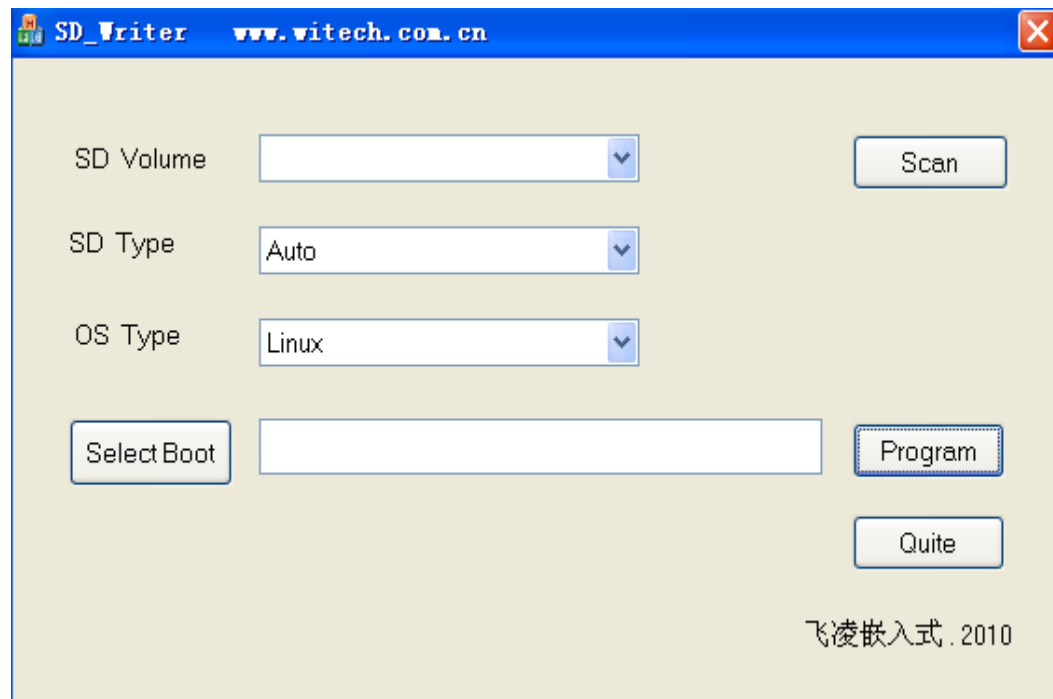 SD_Writer www.witech.com.cn
SD Volume
Scan
SD Type
Auto
OS Type
Linux
Select Boot
Program
Quite
飞凌嵌入式.2010